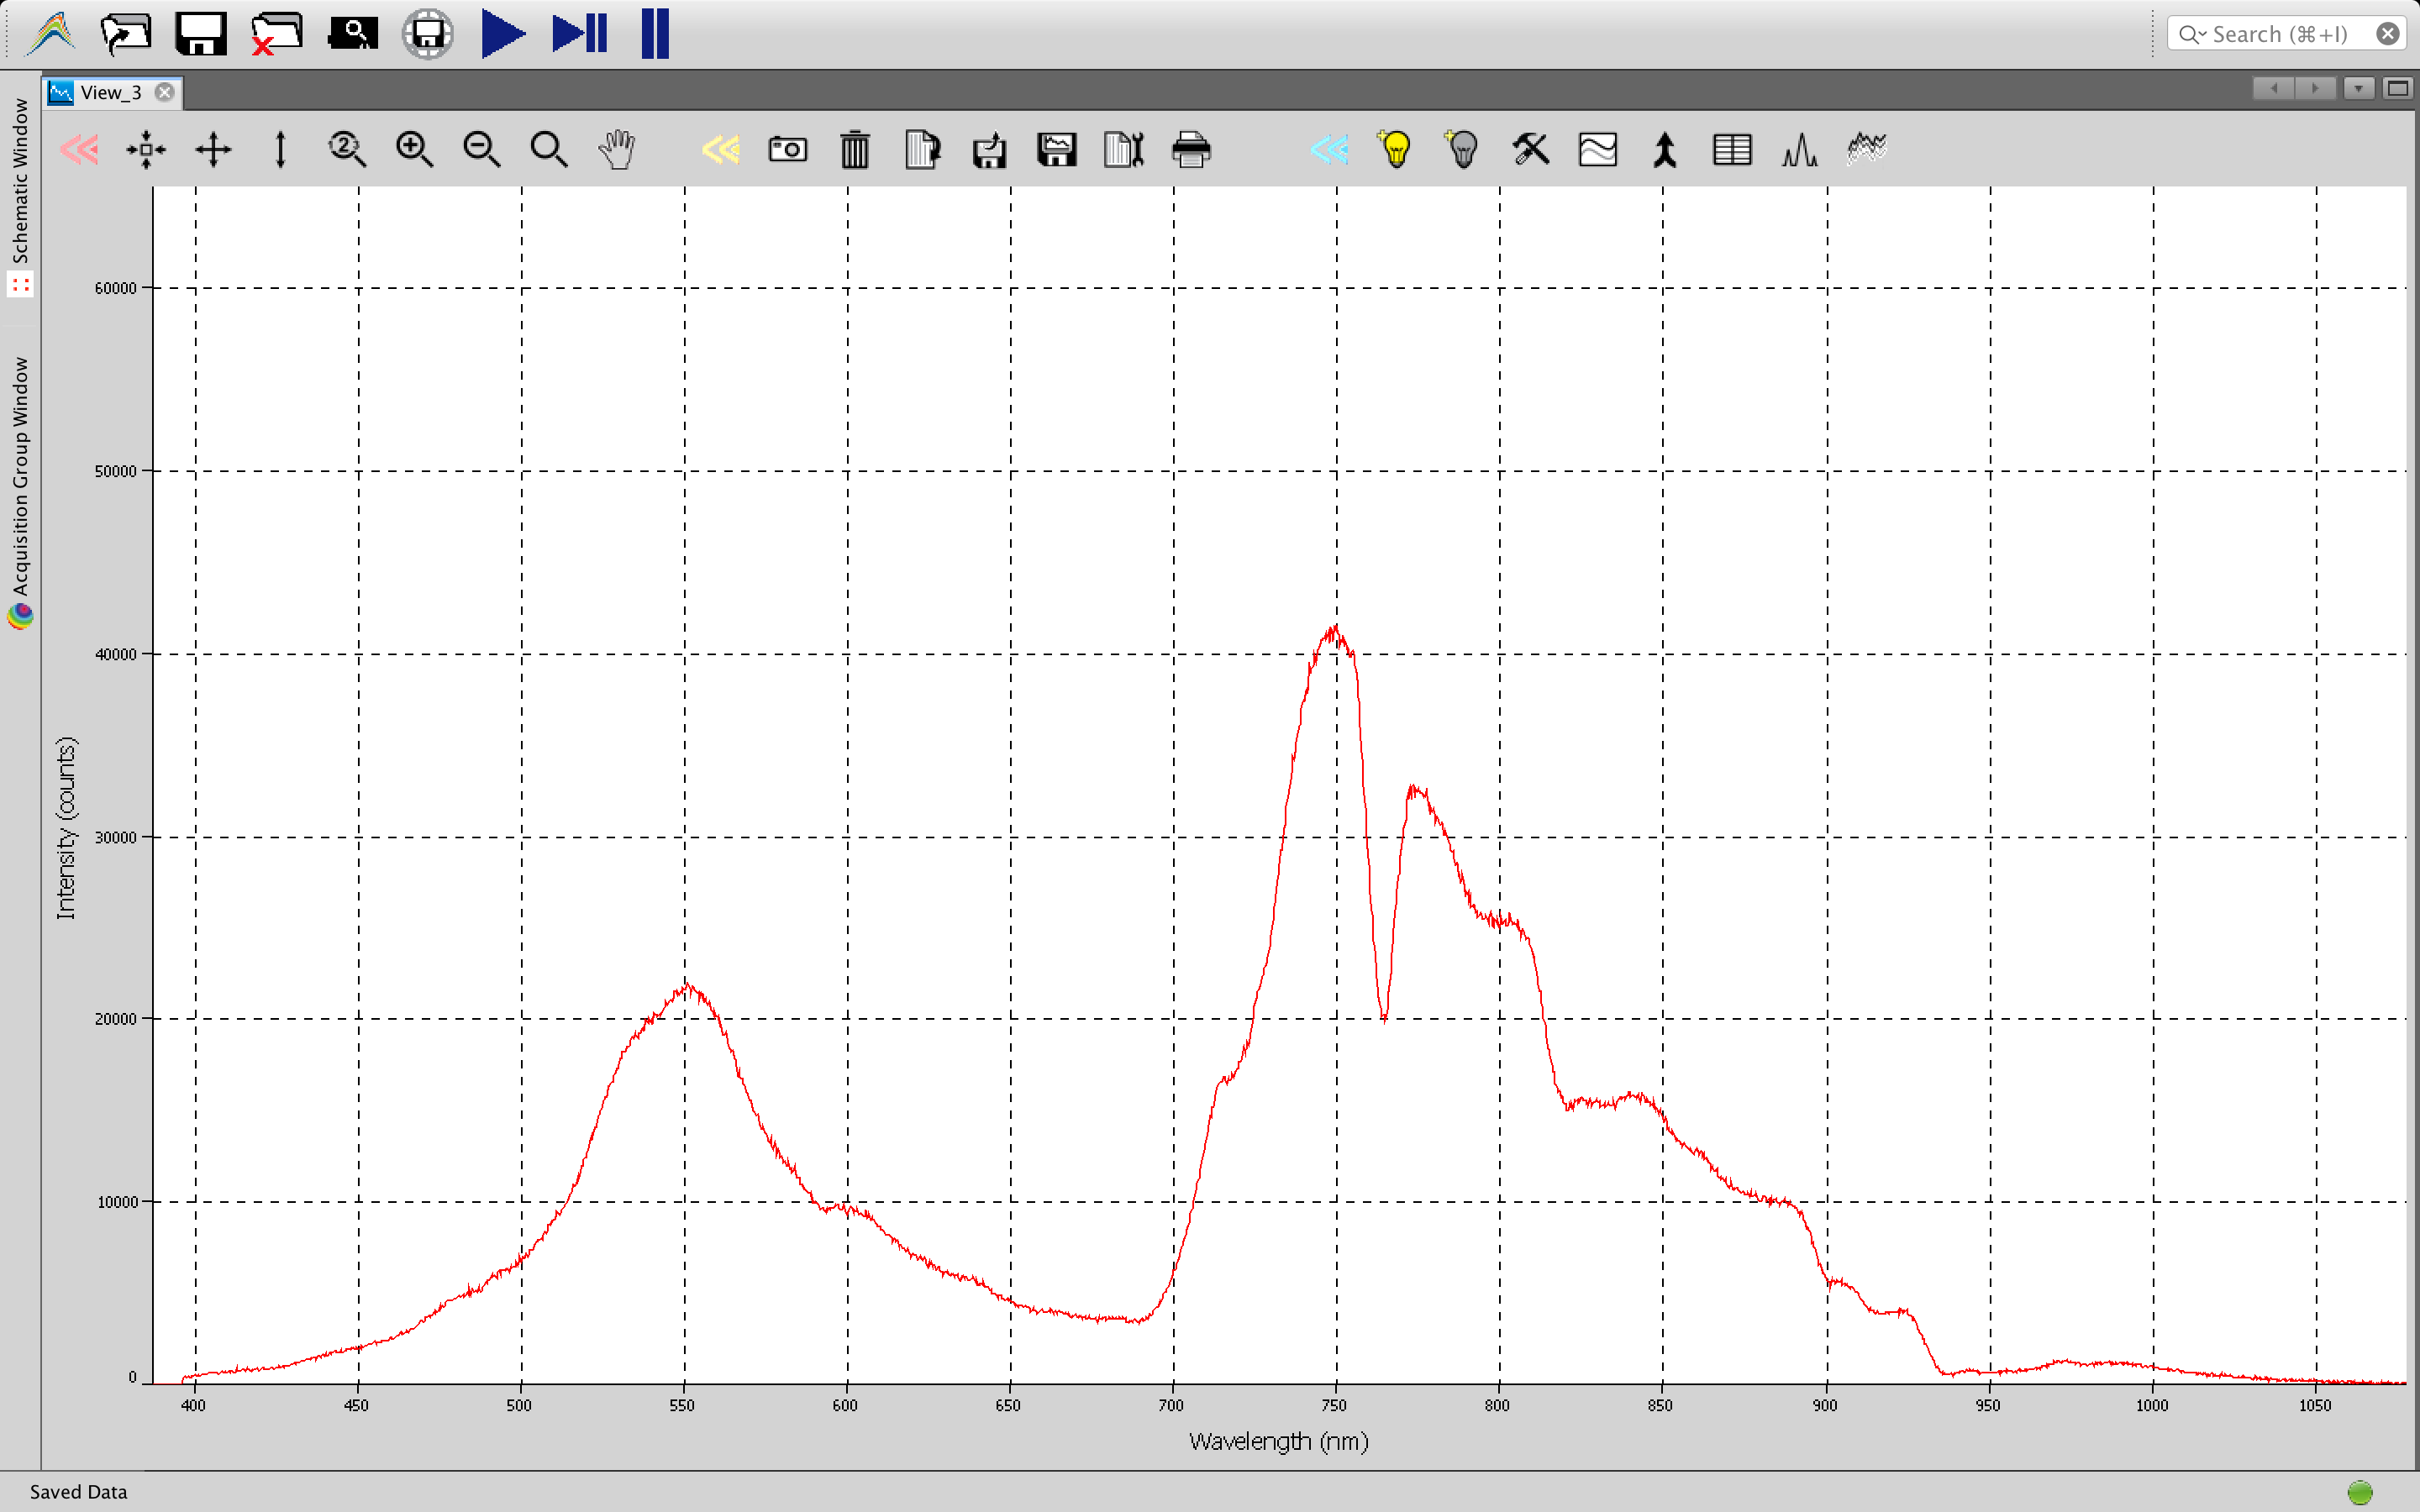 Search (⌘+I)
View_3
Schematic Window
Acquisition Group Window
2
60000
50000
40000
30000
20000
10000
0
Intensity (counts)
400 450 500 550 600 650 700 750 800 850 900 950 1000 1050
Wavelength (nm)
Saved Data